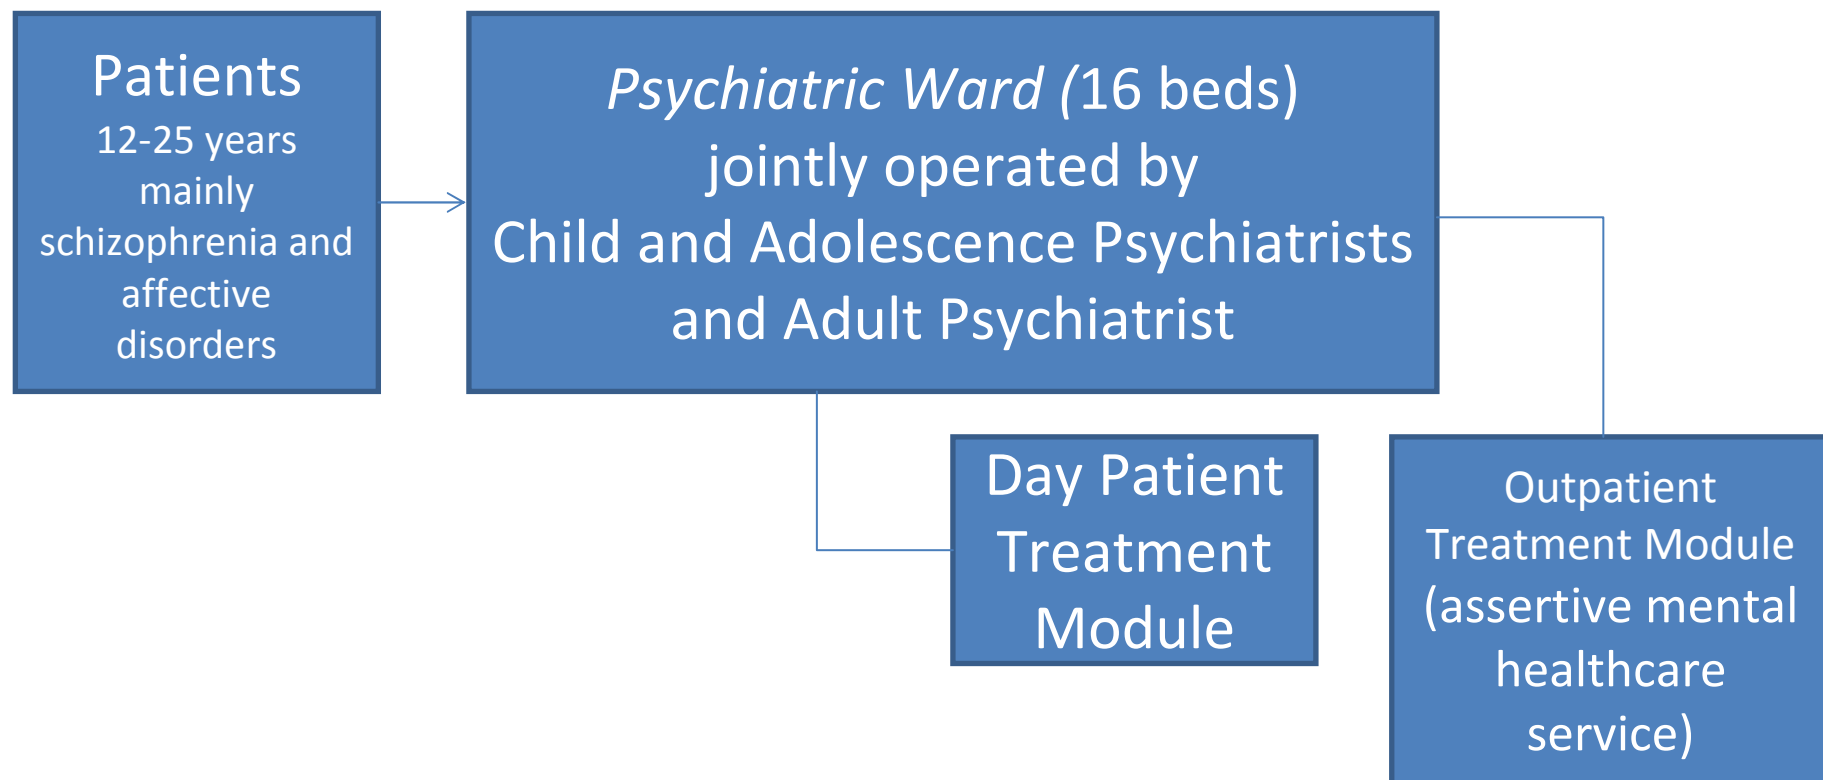 Patients
12-25 years
mainly
schizophrenia and
affective
disorders
Psychiatric Ward (16 beds)
jointly operated by
Child and Adolescence Psychiatrists
and Adult Psychiatrist
Day Patient
Treatment
Module
Outpatient
Treatment Module
(assertive mental
healthcare
service)